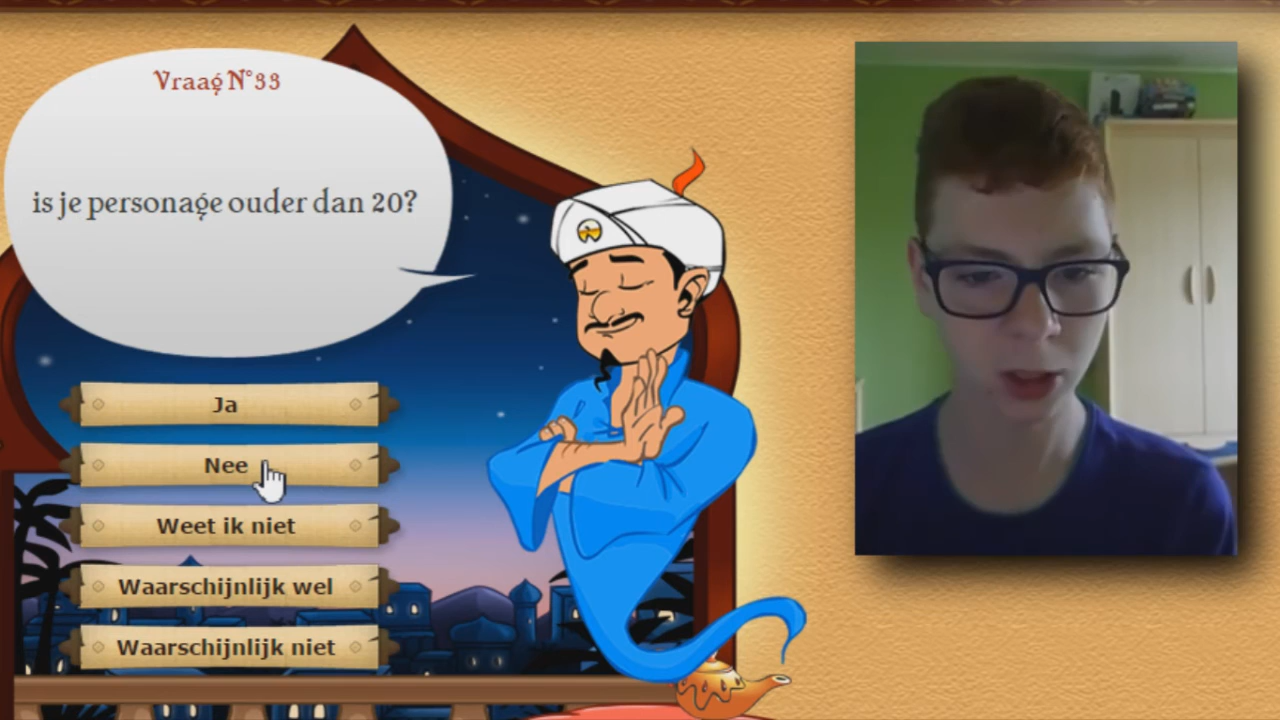 Vraag N°33
is je personage ouder dan 20?
Ja
Nee
Weet ik niet
Waarschijnlijk wel
Waarschijnlijk niet